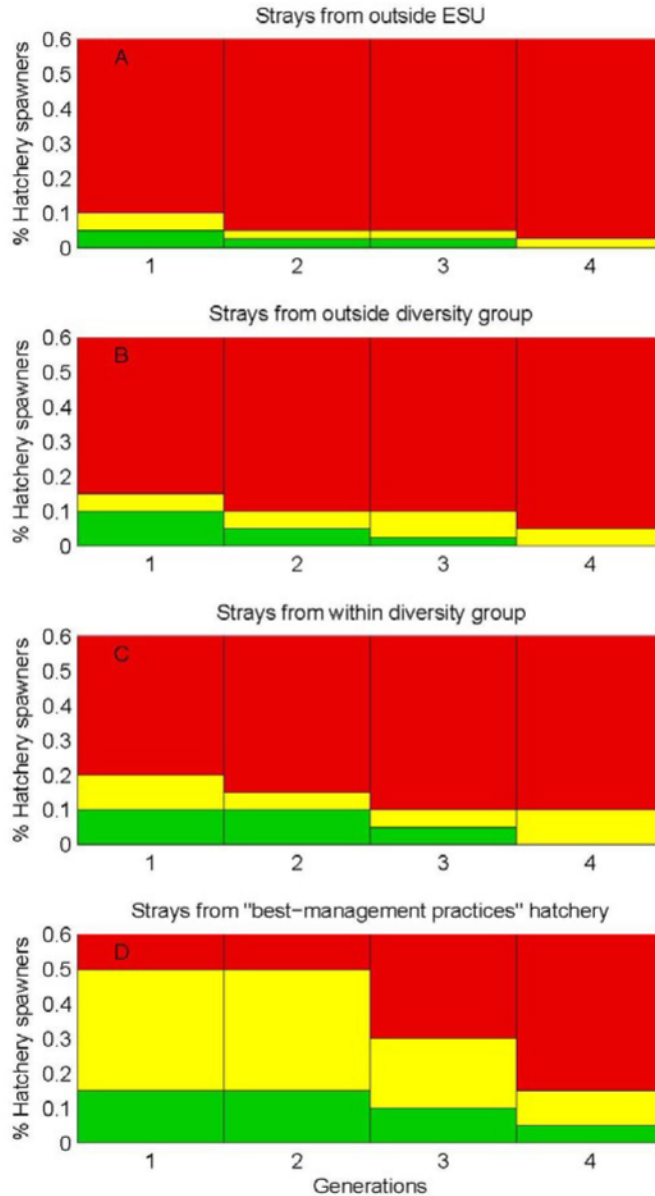 Strays from outside ESU
A
% Hatchery spawners
0.6
0.5
0.4
0.3
0.2
0.1
0
1 2 3 4
Strays from outside diversity group
B
% Hatchery spawners
0.6
0.5
0.4
0.3
0.2
0.1
0
1 2 3 4
Strays from within diversity group
C
% Hatchery spawners
0.6
0.5
0.4
0.3
0.2
0.1
0
1 2 3 4
Strays from "best−management practices" hatchery
D
% Hatchery spawners
0.6
0.5
0.4
0.3
0.2
0.1
0
1 2 3 4
Generations